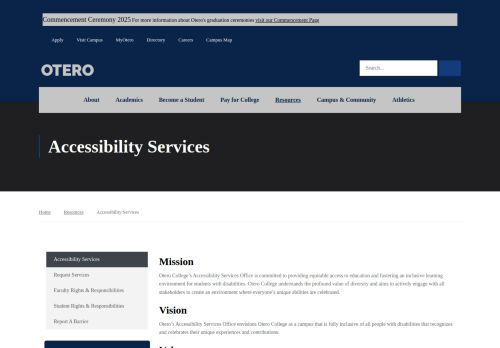 Commencement Ceremony 2025 For more information about Otero's graduation ceremonies visit our Commencement Page
Apply Visit Campus MyOtero Directory Careers Campus Map
OTERO
Search...
About Academics Become a Student Pay for College Resources Campus & Community Athletics
Accessibility Services
Home Resources Accessibility Services
Accessibility Services
Request Services
Faculty Rights & Responsibilities
Student Rights & Responsibilities
Report A Barrier
Mission
Otero College's Accessibility Services Office is committed to providing equitable access to education and fostering an inclusive learning
environment for students with disabilities. Otero College understands the profound value of diversity and aims to actively engage with all
stakeholders to create an environment where everyone's unique abilities are celebrated.
Vision
Otero's Accessibility Services Office envisions Otero College as a campus that is fully inclusive of all people with disabilities that recognizes
and celebrates their unique experiences and contributions.